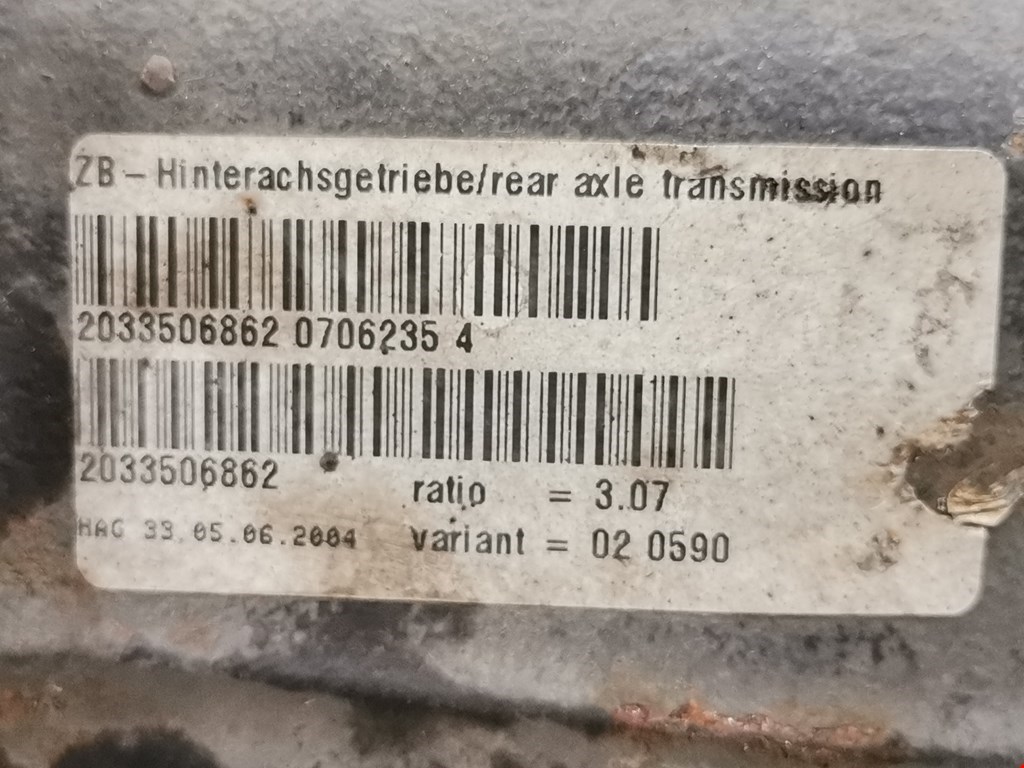 ZB – Hinterachsgetriebe/rear axle transmission
2033506862 0706235 4
2033506862
ratio = 3.07
HAG 33 05.06.2004 variant = 02 0590